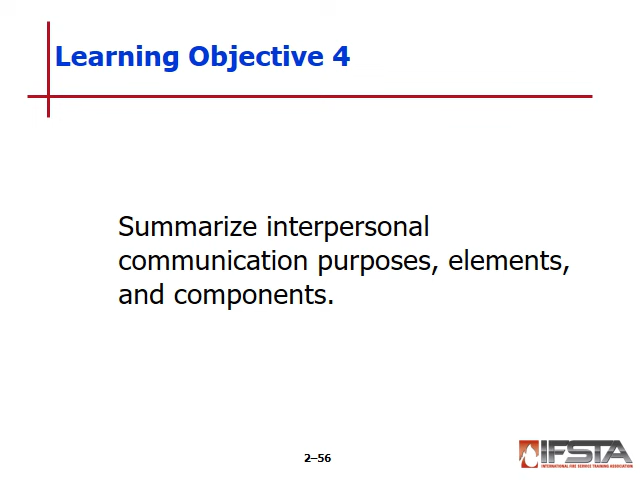 Learning Objective 4
Summarize interpersonal
communication purposes, elements,
and components.
2–56
IFSTA
INTERNATIONAL FIRE SERVICE TRAINING ASSOCIATION